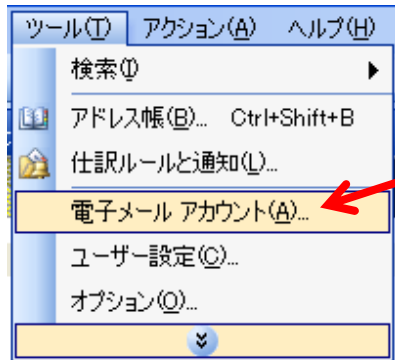 ツール(T) アクション(A) ヘルプ(H)
検索(I)
アドレス帳(B)... Ctrl+Shift+B
仕訳ルールと通知(L)...
電子メール アカウント(A)...
ユーザー設定(C)...
オプション(O)...